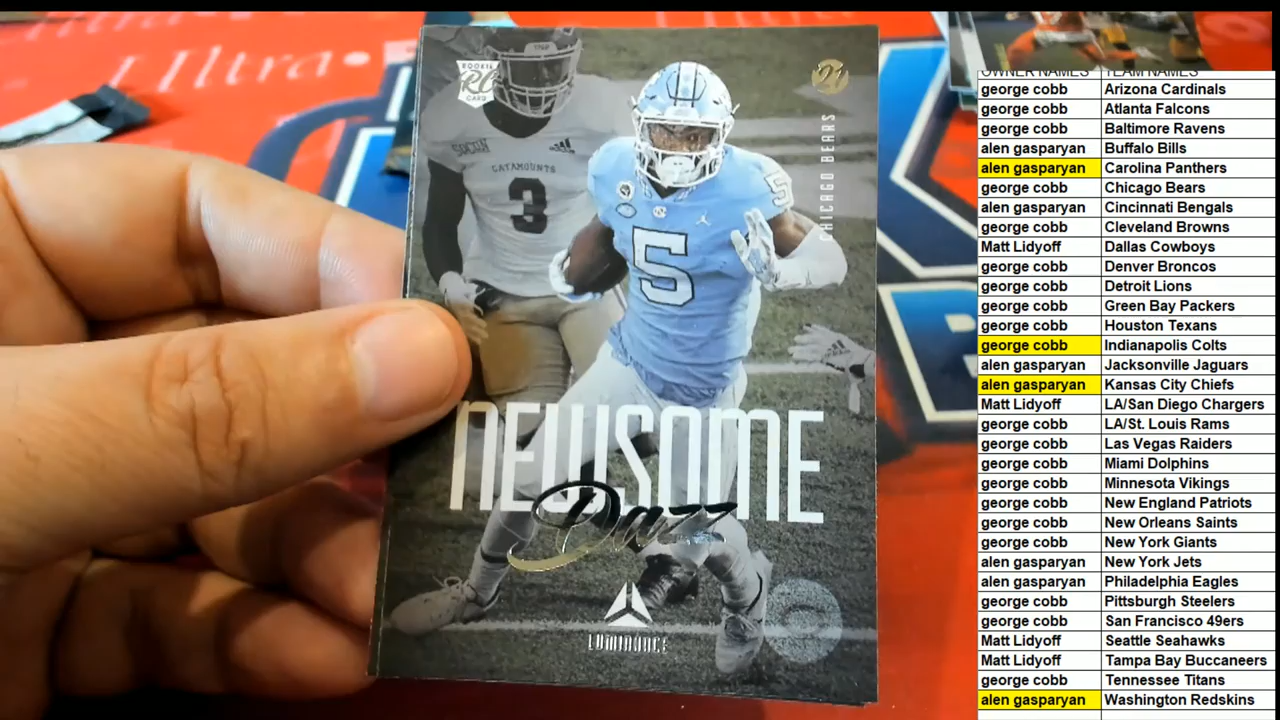 Ultra
ROOKIE
RC
CARD
21
1782
SOCON
CATAMOUNTS
3
5
5
CHICAGO BEARS
NEWSOME
Dazz
LUMINANCE
OWNER NAMES TEAM NAMES
george cobb Arizona Cardinals
george cobb Atlanta Falcons
george cobb Baltimore Ravens
alen gasparyan Buffalo Bills
alen gasparyan Carolina Panthers
george cobb Chicago Bears
alen gasparyan Cincinnati Bengals
george cobb Cleveland Browns
Matt Lidyoff Dallas Cowboys
george cobb Denver Broncos
george cobb Detroit Lions
george cobb Green Bay Packers
george cobb Houston Texans
george cobb Indianapolis Colts
alen gasparyan Jacksonville Jaguars
alen gasparyan Kansas City Chiefs
Matt Lidyoff LA/San Diego Chargers
george cobb LA/St. Louis Rams
george cobb Las Vegas Raiders
george cobb Miami Dolphins
george cobb Minnesota Vikings
george cobb New England Patriots
george cobb New Orleans Saints
george cobb New York Giants
alen gasparyan New York Jets
alen gasparyan Philadelphia Eagles
george cobb Pittsburgh Steelers
george cobb San Francisco 49ers
Matt Lidyoff Seattle Seahawks
Matt Lidyoff Tampa Bay Buccaneers
george cobb Tennessee Titans
alen gasparyan Washington Redskins